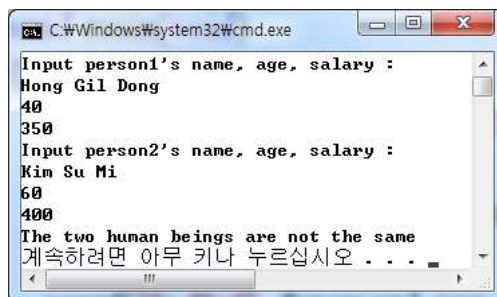 C:\Windows\system32\cmd.exe
Input person1's name, age, salary :
Hong Gil Dong
40
350
Input person2's name, age, salary :
Kim Su Mi
60
400
The two human beings are not the same
계속하려면 아무 키나 누르십시오 . . .